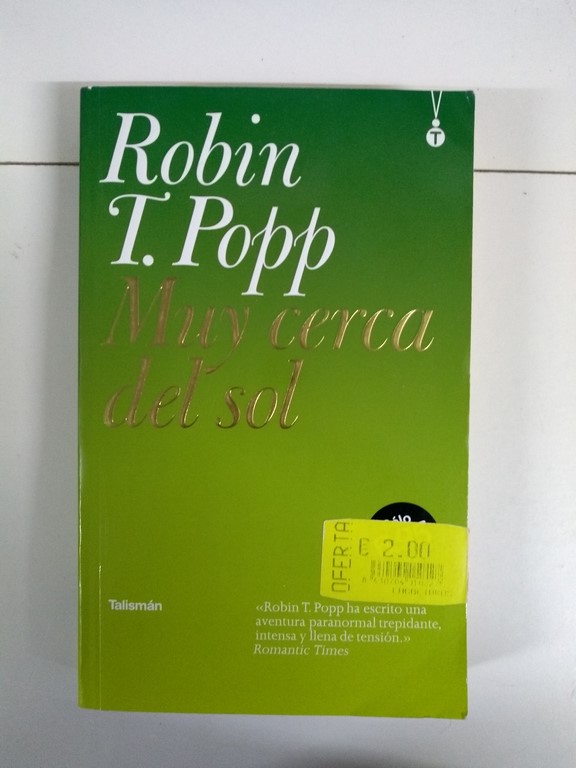 T
Robin
T. Popp
Muy cerca
del sol
OFERTA
E 2.00
Talismán
«Robin T. Popp ha escrito una
aventura paranormal trepidante,
intensa y llena de tensión.»
Romantic Times